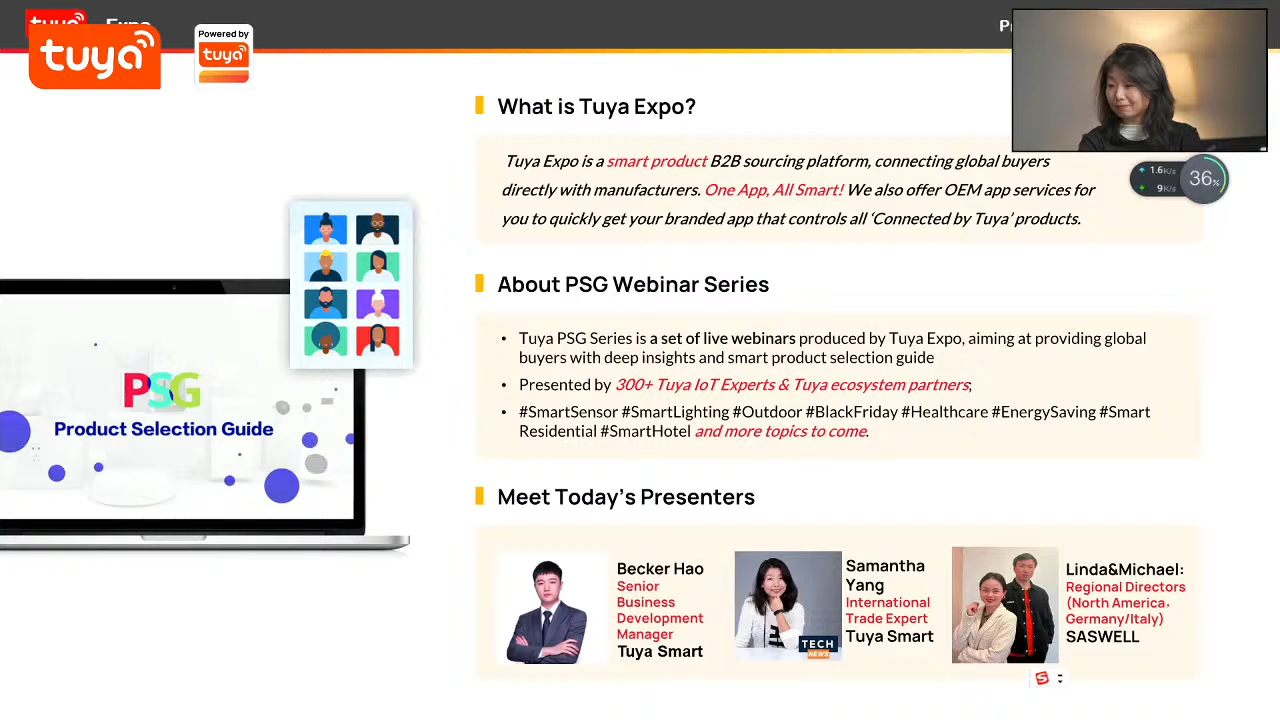 tuya
Expo
tuya
Powered by
tuya
What is Tuya Expo?
Tuya Expo is a smart product B2B sourcing platform, connecting global buyers
directly with manufacturers. One App, All Smart! We also offer OEM app services for
you to quickly get your branded app that controls all ‘Connected by Tuya’ products.
1.6K/s
9K/s
36%
About PSG Webinar Series
• Tuya PSG Series is a set of live webinars produced by Tuya Expo, aiming at providing global
buyers with deep insights and smart product selection guide
• Presented by 300+ Tuya IoT Experts & Tuya ecosystem partners;
• #SmartSensor #SmartLighting #Outdoor #BlackFriday #Healthcare #EnergySaving #Smart
Residential #SmartHotel and more topics to come.
PSG
Product Selection Guide
Meet Today’s Presenters
Becker Hao
Senior
Business
Development
Manager
Tuya Smart
TECH
NEWS
Samantha
Yang
International
Trade Expert
Tuya Smart
Linda&Michael:
Regional Directors
(North America,
Germany/Italy)
SASWELL
S